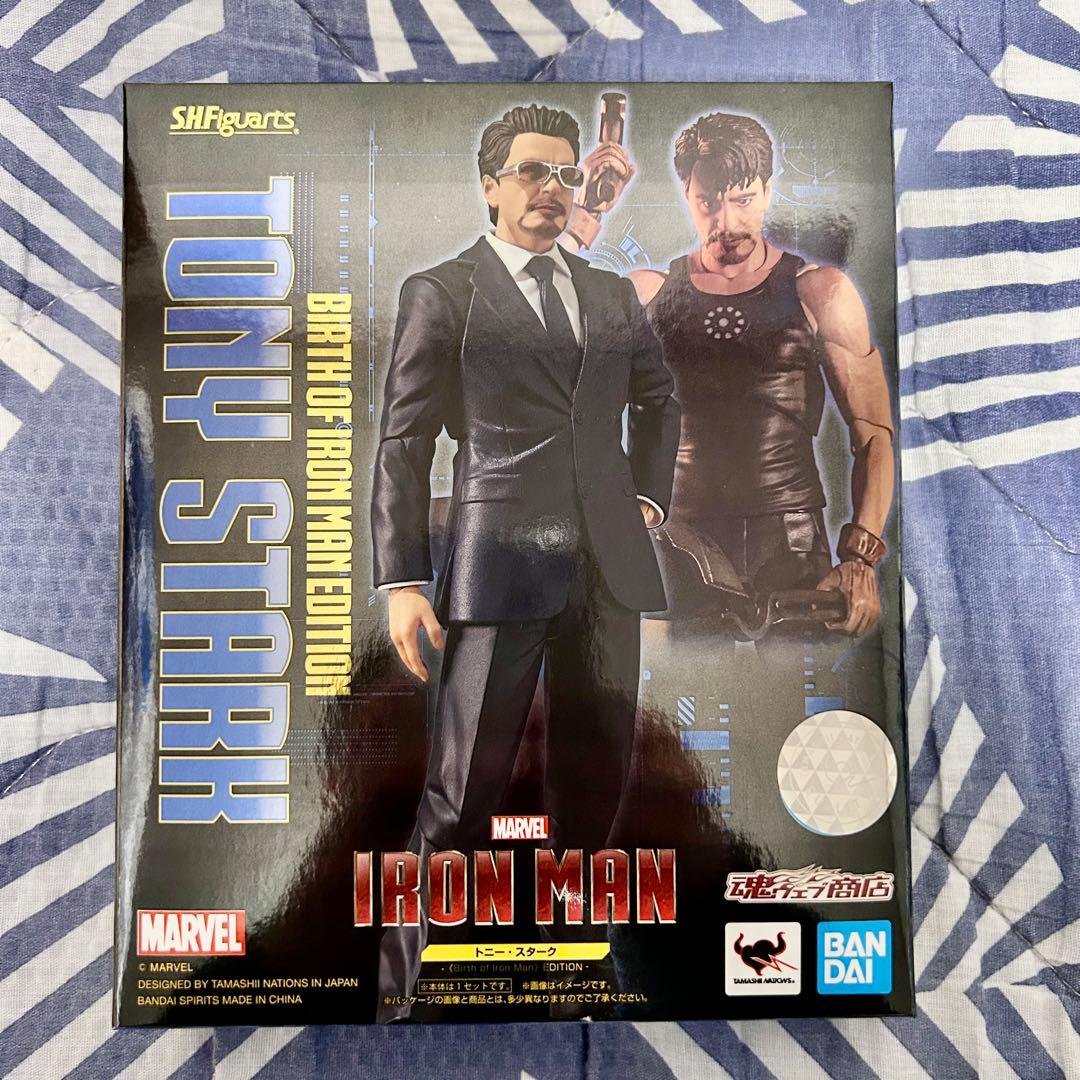 S.H.Figuarts
TONY STARK
BIRTH OF IRON MAN EDITION
MARVEL
IRON MAN
トニー・スターク
-〈Birth of Iron Man〉EDITION-
※本体は1セットです。 ※画像はイメージです。
※パッケージの画像と商品とは、多少異なりますのでご了承ください。
MARVEL
© MARVEL
DESIGNED BY TAMASHII NATIONS IN JAPAN
BANDAI SPIRITS MADE IN CHINA
魂ウェブ商店
TAMASHII NATIONS
BAN
DAI